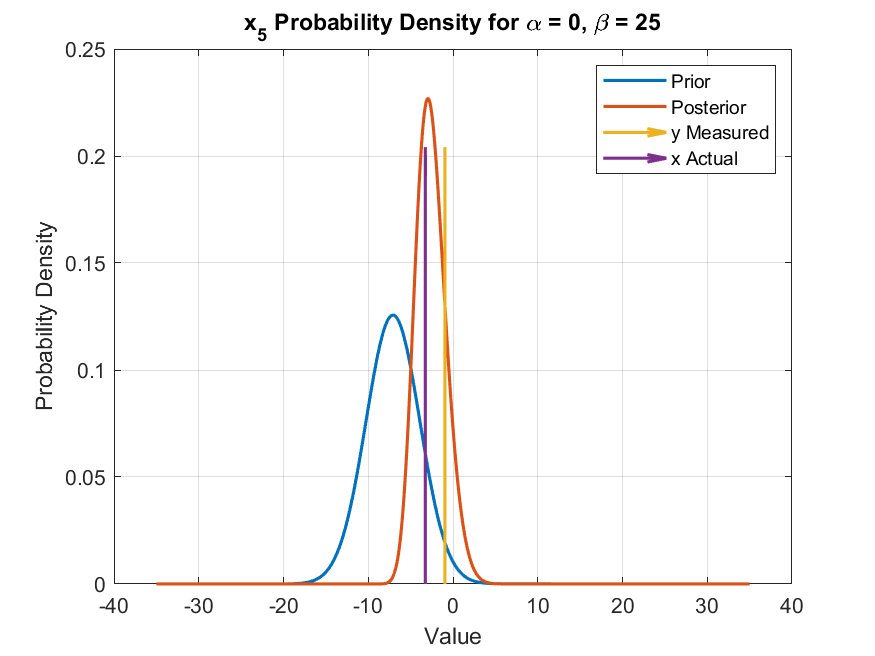 x5 Probability Density for α = 0, β = 25
0.25
0.2
0.15
0.1
0.05
0
Probability Density
-40 -30 -20 -10 0 10 20 30 40
Value
Prior
Posterior
y Measured
x Actual